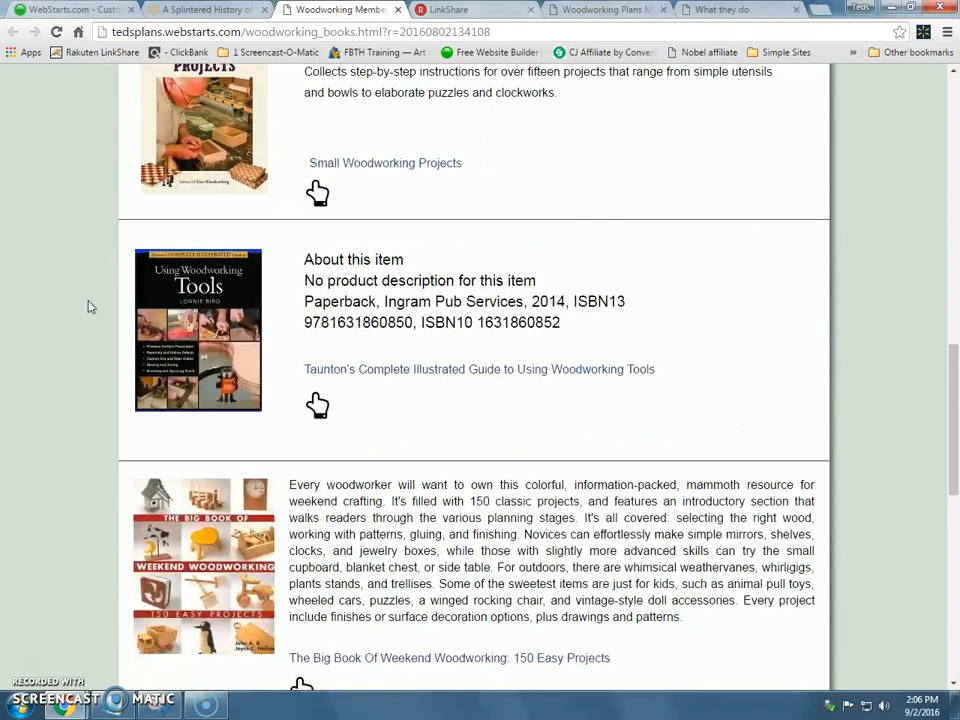 WebStarts.com - Custo
A Splintered History of
Woodworking Membe
LinkShare
Woodworking Plans M
What they do
Teds
tedsplans.webstarts.com/woodworking_books.html?r=20160802134108
Apps
Rakuten LinkShare
ClickBank
1 Screencast-O-Matic
FBTH Training — Art
Free Website Builder
CJ Affiliate by Conver
Nobel affiliate
Simple Sites
»
Other bookmarks
PROJECTS
Collects step-by-step instructions for over fifteen projects that range from simple utensils
and bowls to elaborate puzzles and clockworks.
Small Woodworking Projects
Using Woodworking
Tools
LONNIE BIRD
About this item
No product description for this item
Paperback, Ingram Pub Services, 2014, ISBN13
9781631860850, ISBN10 1631860852
Taunton's Complete Illustrated Guide to Using Woodworking Tools
THE BIG BOOK OF
WEEKEND WOODWORKING
150 EASY PROJECTS
Every woodworker will want to own this colorful, information-packed, mammoth resource for
weekend crafting. It's filled with 150 classic projects, and features an introductory section that
walks readers through the various planning stages. It's all covered: selecting the right wood,
working with patterns, gluing, and finishing. Novices can effortlessly make simple mirrors, shelves,
clocks, and jewelry boxes, while those with slightly more advanced skills can try the small
cupboard, blanket chest, or side table. For outdoors, there are whimsical weathervanes, whirligigs,
plants stands, and trellises. Some of the sweetest items are just for kids, such as animal pull toys,
wheeled cars, puzzles, a winged rocking chair, and vintage-style doll accessories. Every project
include finishes or surface decoration options, plus drawings and patterns.
The Big Book Of Weekend Woodworking: 150 Easy Projects
RECORDED WITH
SCREENCAST MATIC
2:06 PM
9/2/2016